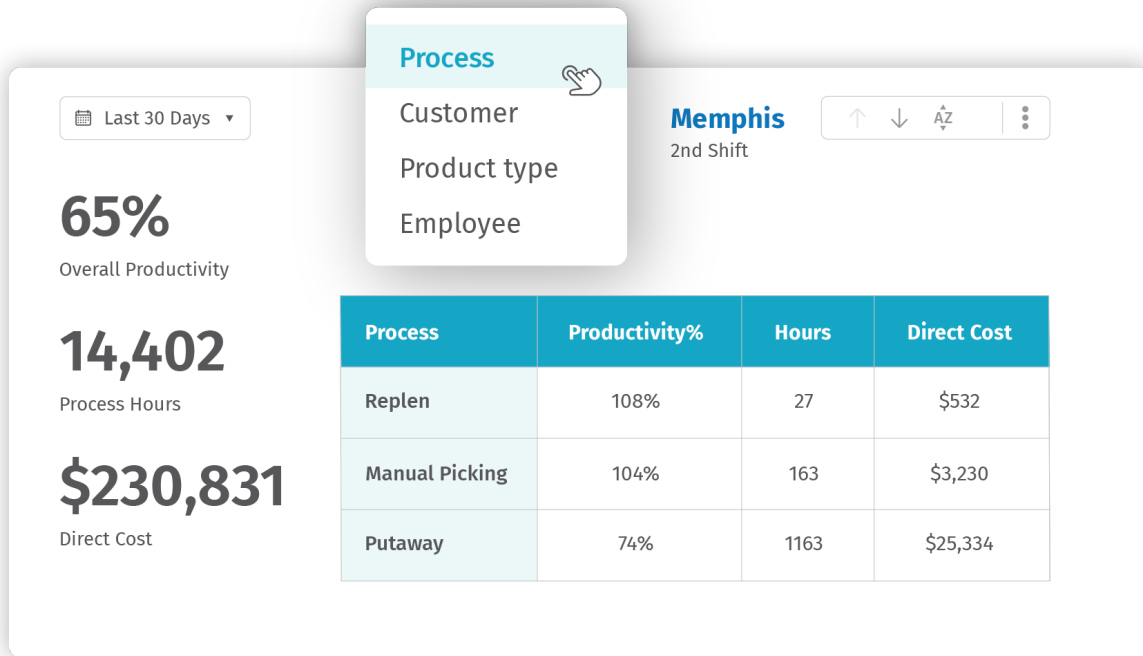 Process
Customer
Product type
Employee
Last 30 Days
Memphis
2nd Shift
AZ
65%
Overall Productivity
14,402
Process Hours
$230,831
Direct Cost
Process Productivity% Hours Direct Cost
Replen 108% 27 $532
Manual Picking 104% 163 $3,230
Putaway 74% 1163 $25,334